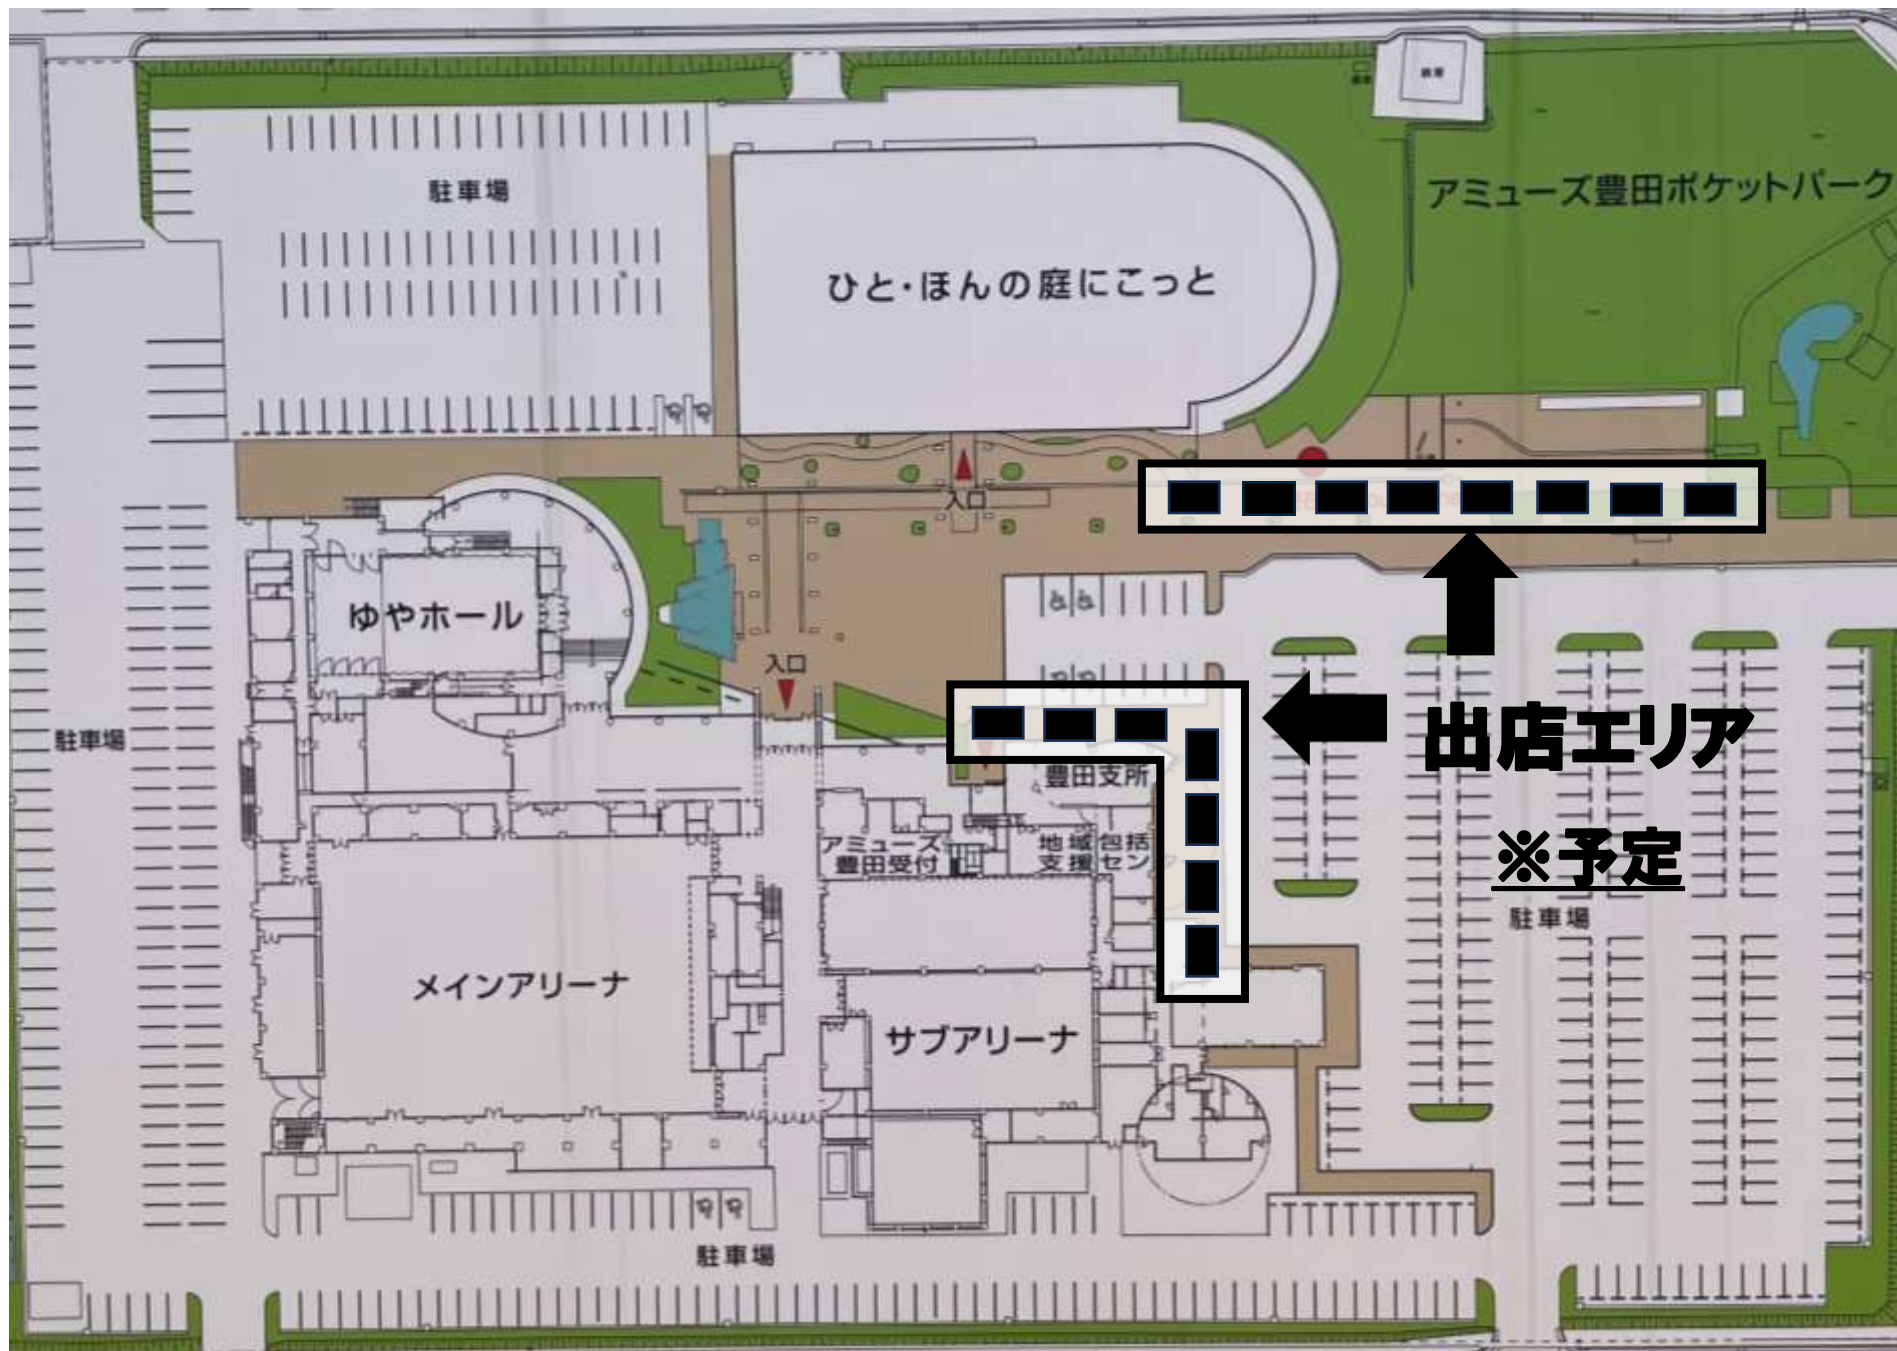 駐車場
アミューズ豊田ポケットパーク
ひと・ほんの庭にこっと
入口
ゆやホール
入口
駐車場
出店エリア
豊田支所
※予定
アミューズ
豊田受付
地域包括
支援セン
駐車場
メインアリーナ
サブアリーナ
駐車場